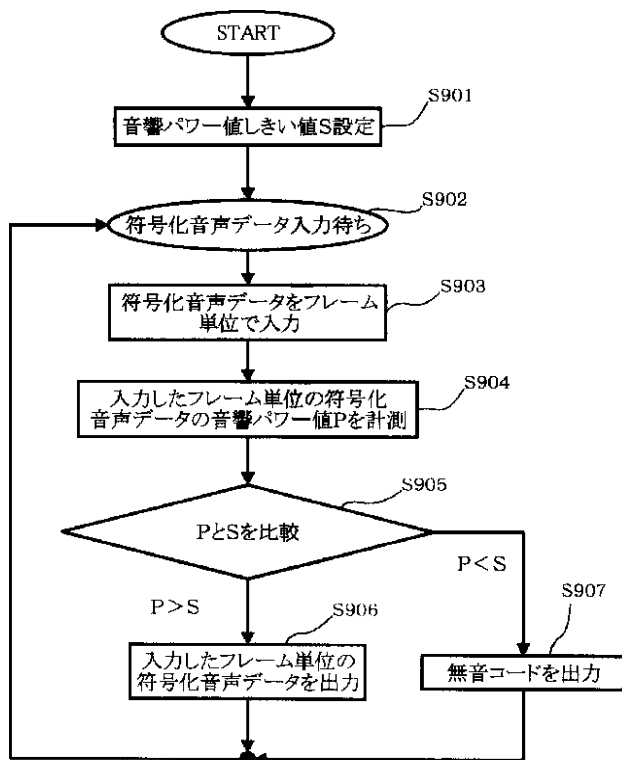 START
S901
音響パワー値しきい値S設定
S902
符号化音声データ入力待ち
S903
符号化音声データをフレーム
単位で入力
S904
入力したフレーム単位の符号化
音声データの音響パワー値Pを計測
S905
PとSを比較
P＜S
P＞S
S906
S907
入力したフレーム単位の
符号化音声データを出力
無音コードを出力